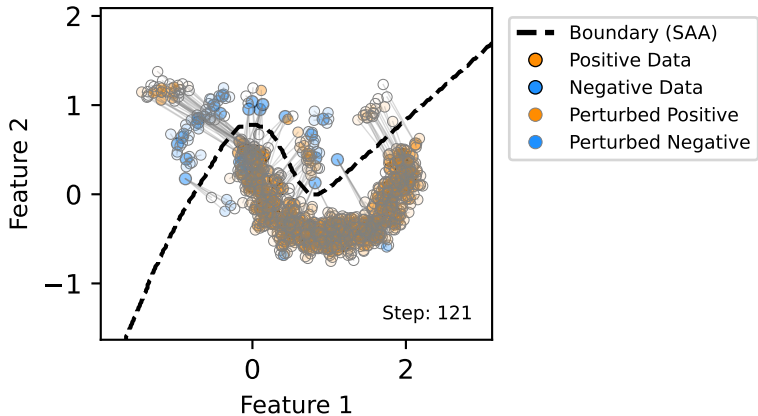 2
1
0
−1
Feature 2
0
2
Feature 1
Step: 121
Boundary (SAA)
Positive Data
Negative Data
Perturbed Positive
Perturbed Negative